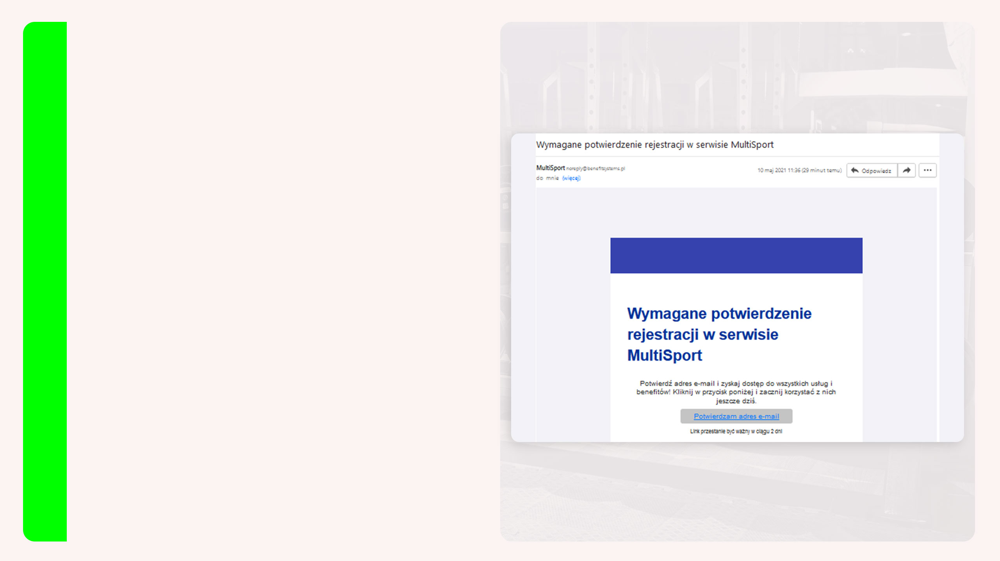 Wymagane potwierdzenie rejestracji w serwisie MultiSport
MultiSport noreply@benefitsystems.pl
10 maj 2021 11:36 (29 minut temu)
Odpowiedz
do mnie (więcej)
Wymagane potwierdzenie
rejestracji w serwisie
MultiSport
Potwierdź adres e-mail i zyskaj dostęp do wszystkich usług i
benefitów! Kliknij w przycisk poniżej i zacznij korzystać z nich
jeszcze dziś.
Potwierdzam adres e-mail
Link przestanie być ważny w ciągu 2 dni